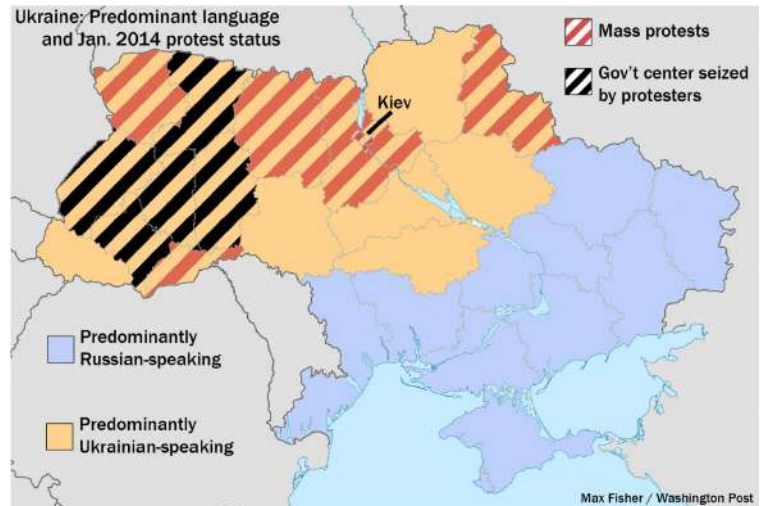 Ukraine: Predominant language
and Jan. 2014 protest status
Mass protests
Gov't center seized
by protesters
Kiev
Predominantly
Russian-speaking
Predominantly
Ukrainian-speaking
Max Fisher / Washington Post